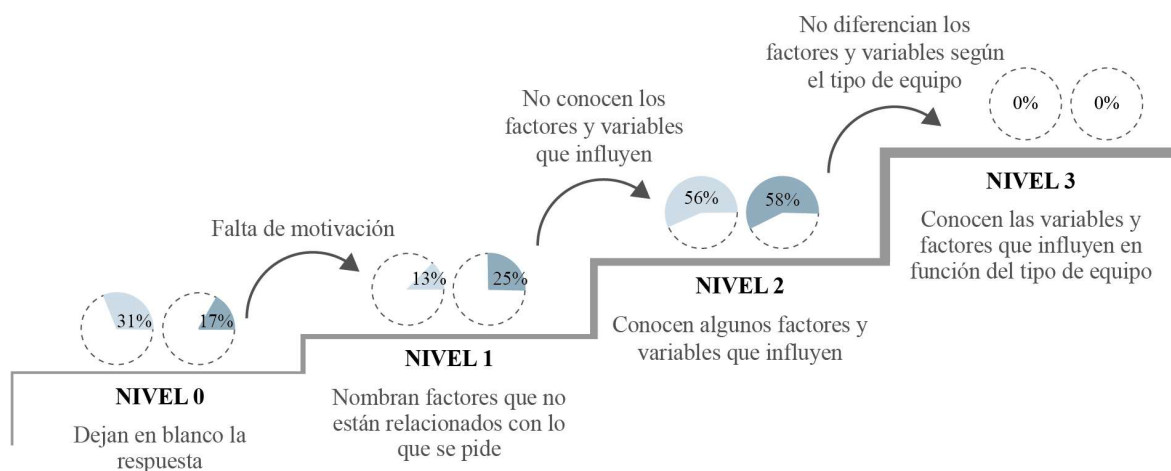 No diferencian los
factores y variables según
el tipo de equipo
0%
0%
No conocen los
factores y variables
que influyen
NIVEL 3
56%
58%
Conocen las variables y
factores que influyen en
función del tipo de equipo
Falta de motivación
13%
25%
NIVEL 2
31%
17%
Conocen algunos factores y
variables que influyen
NIVEL 1
NIVEL 0
Nombran factores que no
están relacionados con lo
que se pide
Dejan en blanco la
respuesta